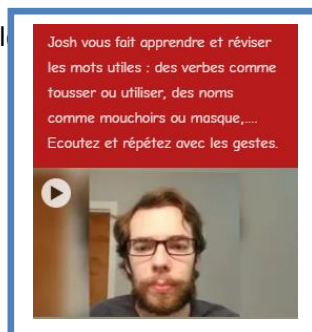 Josh vous fait apprendre et réviser
les mots utiles : des verbes comme
tousser ou utiliser, des noms
comme mouchoirs ou masque,....
Ecoutez et répétez avec les gestes.